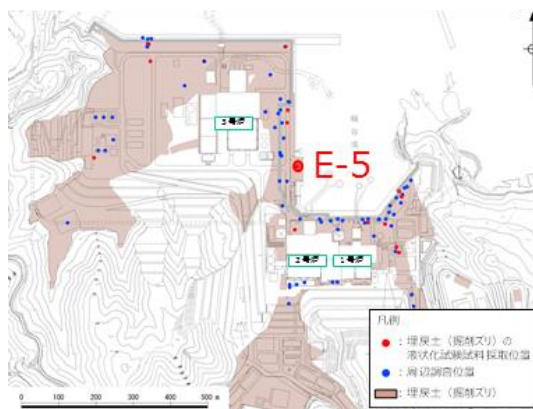 3号炉
E-5
2号炉
1号炉
凡例
：埋戻土（掘削ズリ）の
液状化試験試料採取位置
：周辺調査位置
：埋戻土（掘削ズリ）
0 100 200 300 400 500 m